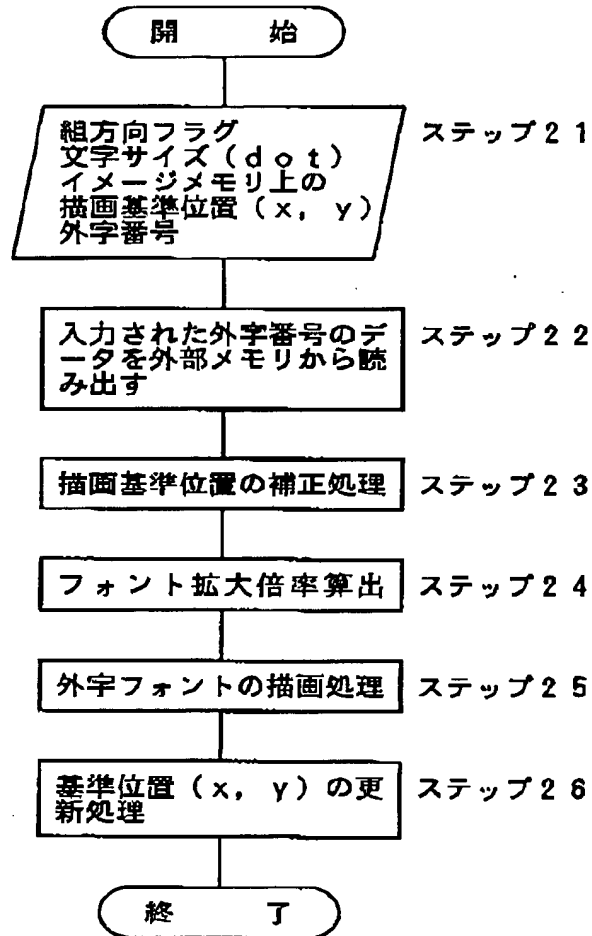 開 始
組方向フラグ ステップ21
文字サイズ（dot）
イメージメモリ上の
描画基準位置（x，y）
外字番号
入力された外字番号のデ ステップ22
ータを外部メモリから読
み出す
描画基準位置の補正処理 ステップ23
フォント拡大倍率算出 ステップ24
外字フォントの描画処理 ステップ25
基準位置（x，y）の更 ステップ26
新処理
終 了